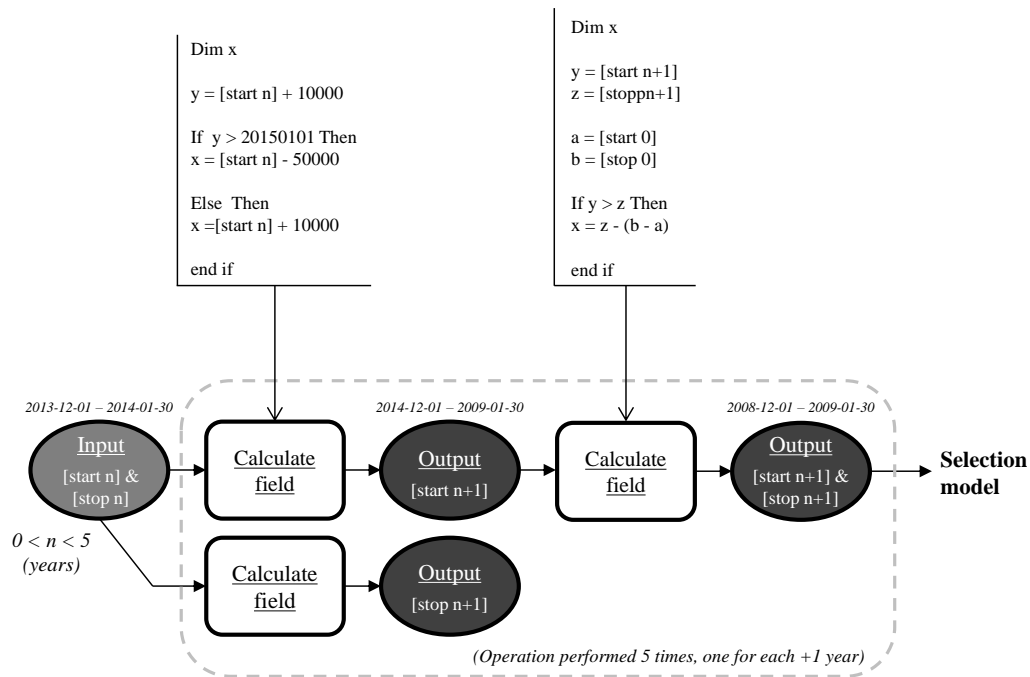 Dim x
y = [start n] + 10000
If y > 20150101 Then
x = [start n] - 50000
Else Then
x =[start n] + 10000
end if
Dim x
y = [start n+1]
z = [stoppn+1]
a = [start 0]
b = [stop 0]
If y > z Then
x = z - (b - a)
end if
2013-12-01 – 2014-01-30
2014-12-01 – 2009-01-30
2008-12-01 – 2009-01-30
Input
[start n] &
[stop n]
Calculate
field
Output
[start n+1]
Calculate
field
Output
[start n+1] &
[stop n+1]
Selection
model
0 < n < 5
(years)
Calculate
field
Output
[stop n+1]
(Operation performed 5 times, one for each +1 year)